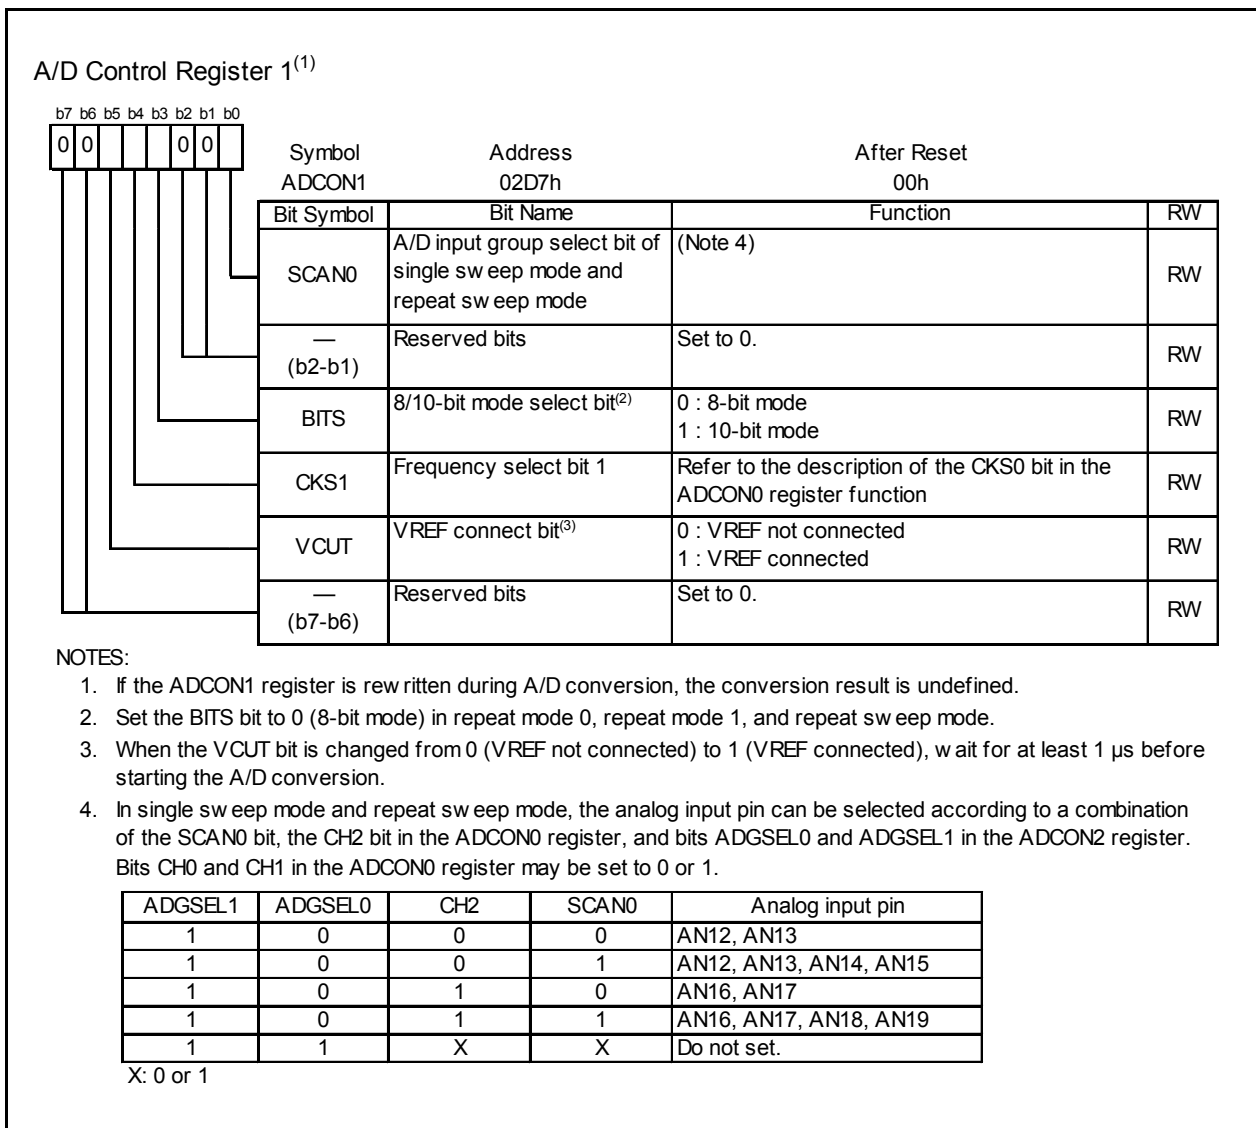 A/D Control Register 1(1)
b7 b6 b5 b4 b3 b2 b1 b0
0 0 0 0
Symbol Address After Reset
ADCON1 02D7h 00h
Bit Symbol Bit Name Function RW
SCAN0 A/D input group select bit of single sweep mode and repeat sweep mode (Note 4) RW
— (b2-b1) Reserved bits Set to 0. RW
BITS 8/10-bit mode select bit(2) 0 : 8-bit mode
1 : 10-bit mode RW
CKS1 Frequency select bit 1 Refer to the description of the CKS0 bit in the ADCON0 register function RW
VCUT VREF connect bit(3) 0 : VREF not connected
1 : VREF connected RW
— (b7-b6) Reserved bits Set to 0. RW
NOTES:
1. If the ADCON1 register is rewritten during A/D conversion, the conversion result is undefined.
2. Set the BITS bit to 0 (8-bit mode) in repeat mode 0, repeat mode 1, and repeat sweep mode.
3. When the VCUT bit is changed from 0 (VREF not connected) to 1 (VREF connected), wait for at least 1 µs before
starting the A/D conversion.
4. In single sweep mode and repeat sweep mode, the analog input pin can be selected according to a combination
of the SCAN0 bit, the CH2 bit in the ADCON0 register, and bits ADGSEL0 and ADGSEL1 in the ADCON2 register.
Bits CH0 and CH1 in the ADCON0 register may be set to 0 or 1.
ADGSEL1 ADGSEL0 CH2 SCAN0 Analog input pin
1 0 0 0 AN12, AN13
1 0 0 1 AN12, AN13, AN14, AN15
1 0 1 0 AN16, AN17
1 0 1 1 AN16, AN17, AN18, AN19
1 1 X X Do not set.
X: 0 or 1